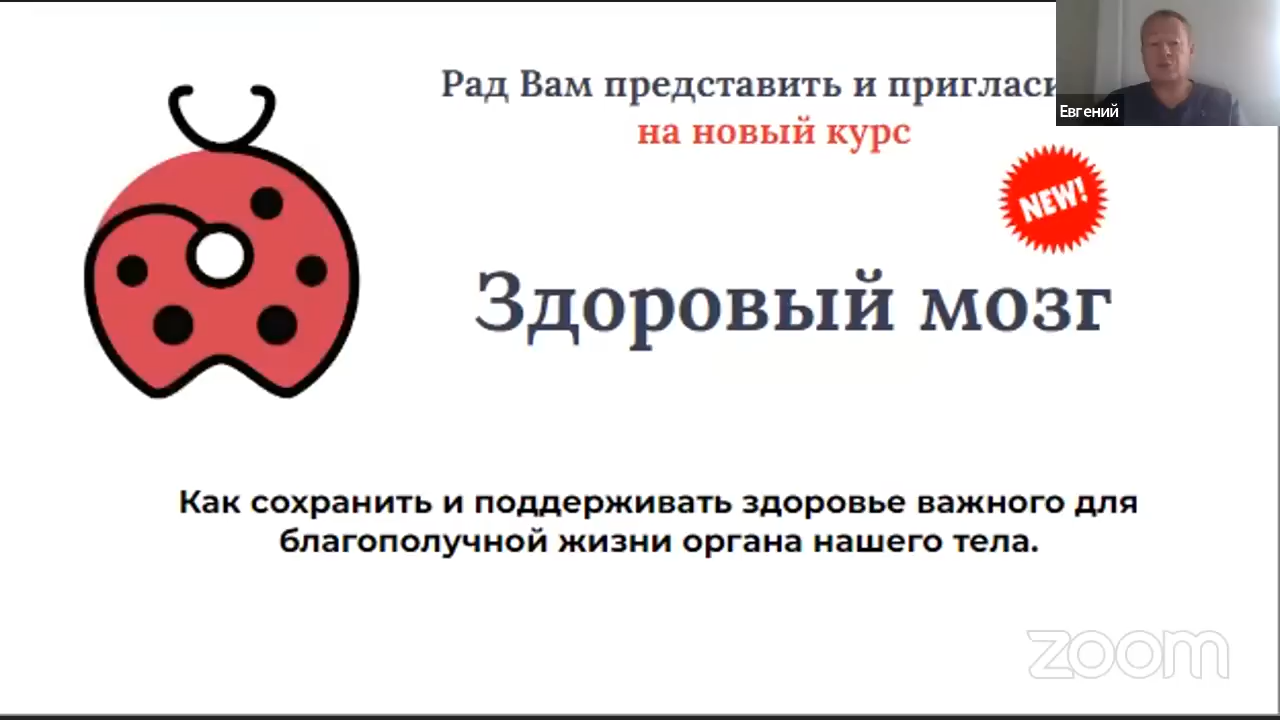 Рад Вам представить и пригласи
на новый курс
Евгений
NEW!
Здоровый мозг
Как сохранить и поддерживать здоровье важного для
благополучной жизни органа нашего тела.
zoom